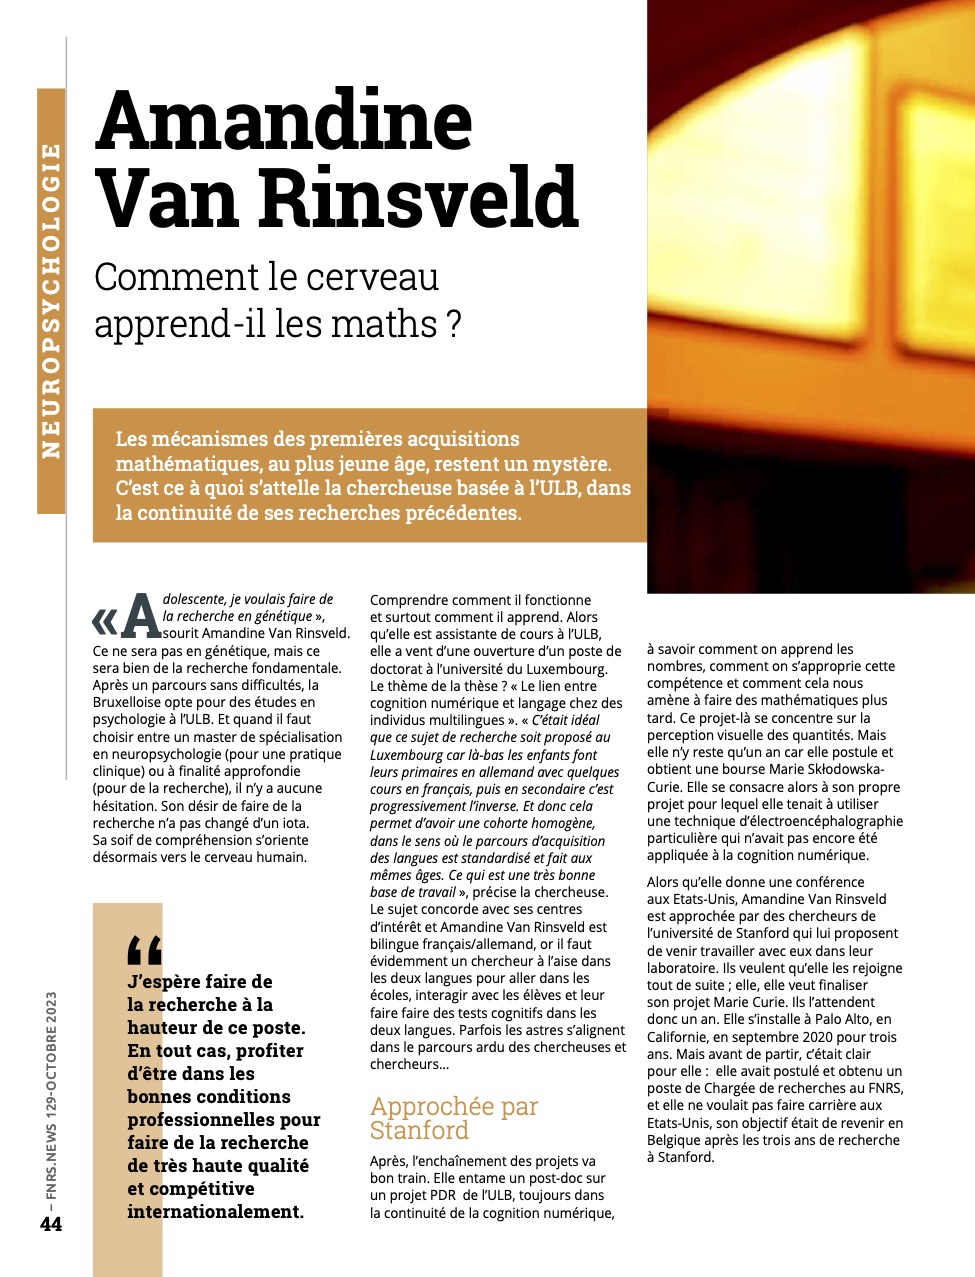 NEUROPSYCHOLOGIE
Amandine
Van Rinsveld
Comment le cerveau
apprend-il les maths ?
Les mécanismes des premières acquisitions
mathématiques, au plus jeune âge, restent un mystère.
C’est ce à quoi s’attelle la chercheuse basée à l’ULB, dans
la continuité de ses recherches précédentes.
«Adolescente, je voulais faire de
la recherche en génétique »,
sourit Amandine Van Rinsveld.
Ce ne sera pas en génétique, mais ce
sera bien de la recherche fondamentale.
Après un parcours sans difficultés, la
Bruxelloise opte pour des études en
psychologie à l’ULB. Et quand il faut
choisir entre un master de spécialisation
en neuropsychologie (pour une pratique
clinique) ou à finalité approfondie
(pour de la recherche), il n’y a aucune
hésitation. Son désir de faire de la
recherche n’a pas changé d’un iota.
Sa soif de compréhension s’oriente
désormais vers le cerveau humain.
“
J’espère faire de
la recherche à la
hauteur de ce poste.
En tout cas, profiter
d’être dans les
bonnes conditions
professionnelles pour
faire de la recherche
de très haute qualité
et compétitive
internationalement.
Comprendre comment il fonctionne
et surtout comment il apprend. Alors
qu’elle est assistante de cours à l’ULB,
elle a vent d’une ouverture d’un poste de
doctorat à l’université du Luxembourg.
Le thème de la thèse ? « Le lien entre
cognition numérique et langage chez des
individus multilingues ». « C’était idéal
que ce sujet de recherche soit proposé au
Luxembourg car là-bas les enfants font
leurs primaires en allemand avec quelques
cours en français, puis en secondaire c’est
progressivement l’inverse. Et donc cela
permet d’avoir une cohorte homogène,
dans le sens où le parcours d’acquisition
des langues est standardisé et fait aux
mêmes âges. Ce qui est une très bonne
base de travail », précise la chercheuse.
Le sujet concorde avec ses centres
d’intérêt et Amandine Van Rinsveld est
bilingue français/allemand, or il faut
évidemment un chercheur à l’aise dans
les deux langues pour aller dans les
écoles, interagir avec les élèves et leur
faire faire des tests cognitifs dans les
deux langues. Parfois les astres s’alignent
dans le parcours ardu des chercheuses et
chercheurs…
Approchée par
Stanford
Après, l’enchaînement des projets va
bon train. Elle entame un post-doc sur
un projet PDR de l’ULB, toujours dans
la continuité de la cognition numérique,
à savoir comment on apprend les
nombres, comment on s’approprie cette
compétence et comment cela nous
amène à faire des mathématiques plus
tard. Ce projet-là se concentre sur la
perception visuelle des quantités. Mais
elle n’y reste qu’un an car elle postule et
obtient une bourse Marie Skłodowska-
Curie. Elle se consacre alors à son propre
projet pour lequel elle tenait à utiliser
une technique d’électroencéphalographie
particulière qui n’avait pas encore été
appliquée à la cognition numérique.
Alors qu’elle donne une conférence
aux Etats-Unis, Amandine Van Rinsveld
est approchée par des chercheurs de
l’université de Stanford qui lui proposent
de venir travailler avec eux dans leur
laboratoire. Ils veulent qu’elle les rejoigne
tout de suite ; elle, elle veut finaliser
son projet Marie Curie. Ils l’attendent
donc un an. Elle s’installe à Palo Alto, en
Californie, en septembre 2020 pour trois
ans. Mais avant de partir, c’était clair
pour elle : elle avait postulé et obtenu un
poste de Chargée de recherches au FNRS,
et elle ne voulait pas faire carrière aux
Etats-Unis, son objectif était de revenir en
Belgique après les trois ans de recherche
à Stanford.
– FNRS.NEWS 129-OCTOBRE 2023
44